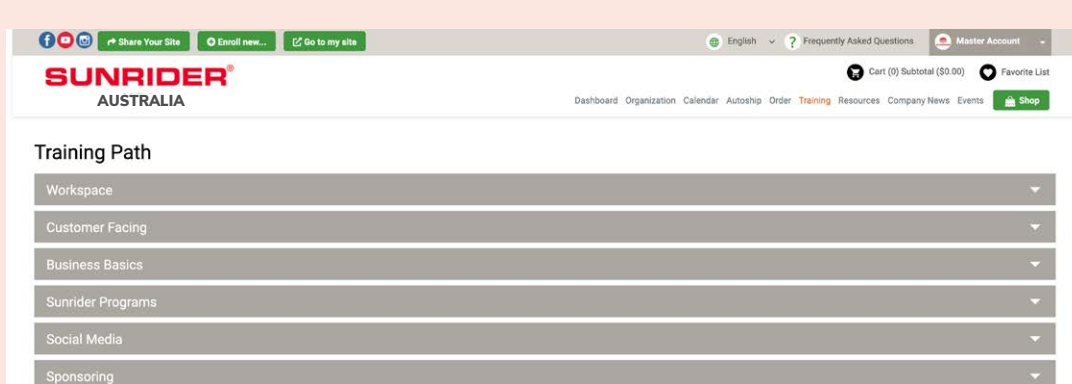 Share Your Site Enroll new... Go to my site English ? Frequently Asked Questions Master Account
SUNRIDER®
AUSTRALIA
Cart (0) Subtotal ($0.00) Favorite List
Dashboard Organization Calendar Autoship Order Training Resources Company News Events Shop
Training Path
Workspace
Customer Facing
Business Basics
Sunrider Programs
Social Media
Sponsoring